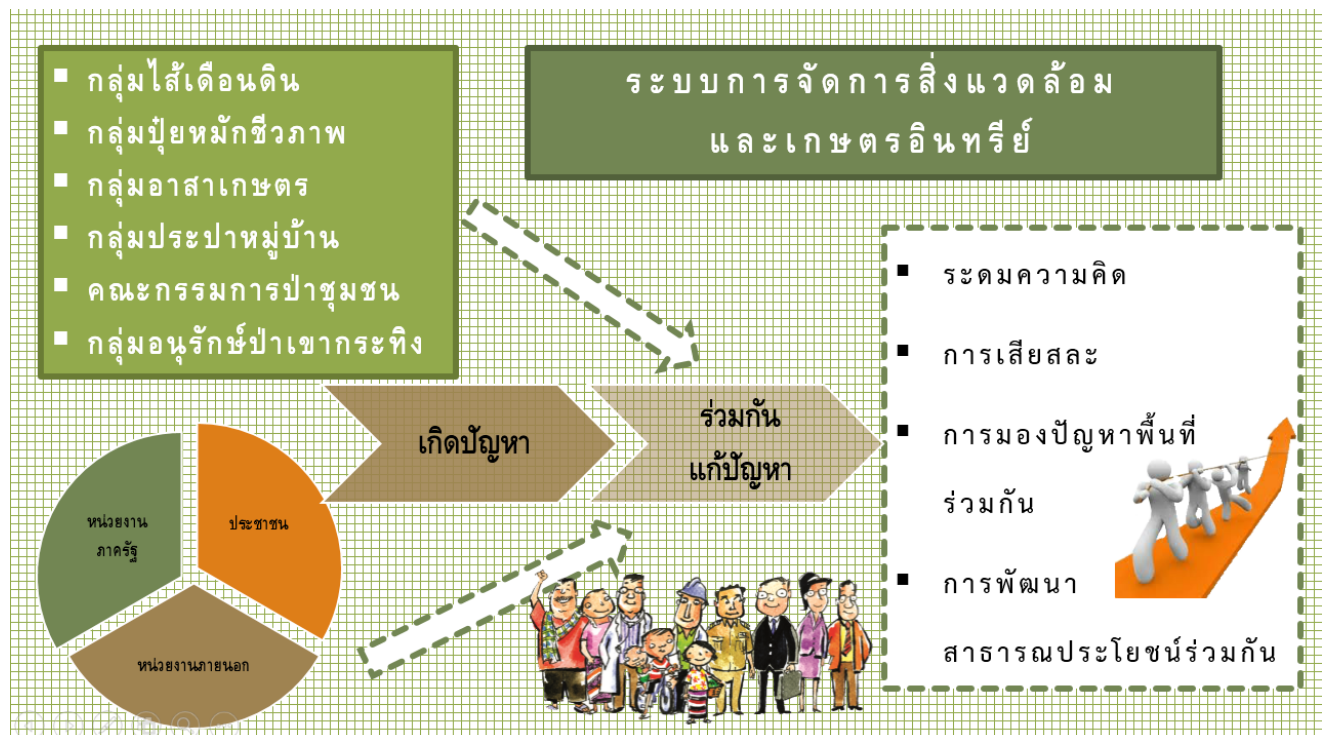 ระบบการจัดการสิ่งแวดล้อม
และเกษตรอินทรีย์
กลุ่มไส้เดือนดิน
กลุ่มปุ๋ยหมักชีวภาพ
กลุ่มอาสาเกษตร
กลุ่มประปาหมู่บ้าน
คณะกรรมการป่าชุมชน
กลุ่มอนุรักษ์ป่าเขากระทิง
เกิดปัญหา
ร่วมกัน
แก้ปัญหา
หน่วยงาน
ภาครัฐ
ประชาชน
หน่วยงานภายนอก
ระดมความคิด
การเสียสละ
การมองปัญหาพื้นที่
ร่วมกัน
การพัฒนา
สาธารณประโยชน์ร่วมกัน